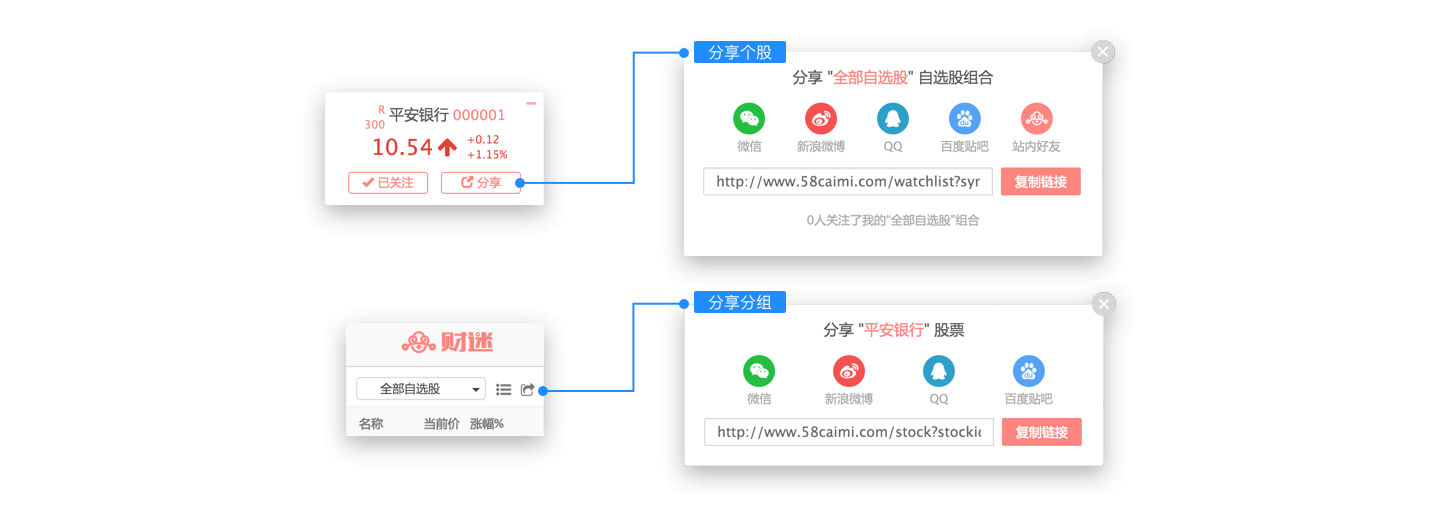 R
300
平安银行 000001
10.54
+0.12
+1.15%
已关注
分享
分享个股
分享 "全部自选股" 自选股组合
微信
新浪微博
QQ
百度贴吧
站内好友
http://www.58caimi.com/watchlist?syr
复制链接
0人关注了我的“全部自选股”组合
财迷
全部自选股
名称 当前价 涨幅%
分享分组
分享 "平安银行" 股票
微信
新浪微博
QQ
百度贴吧
http://www.58caimi.com/stock?stockic
复制链接